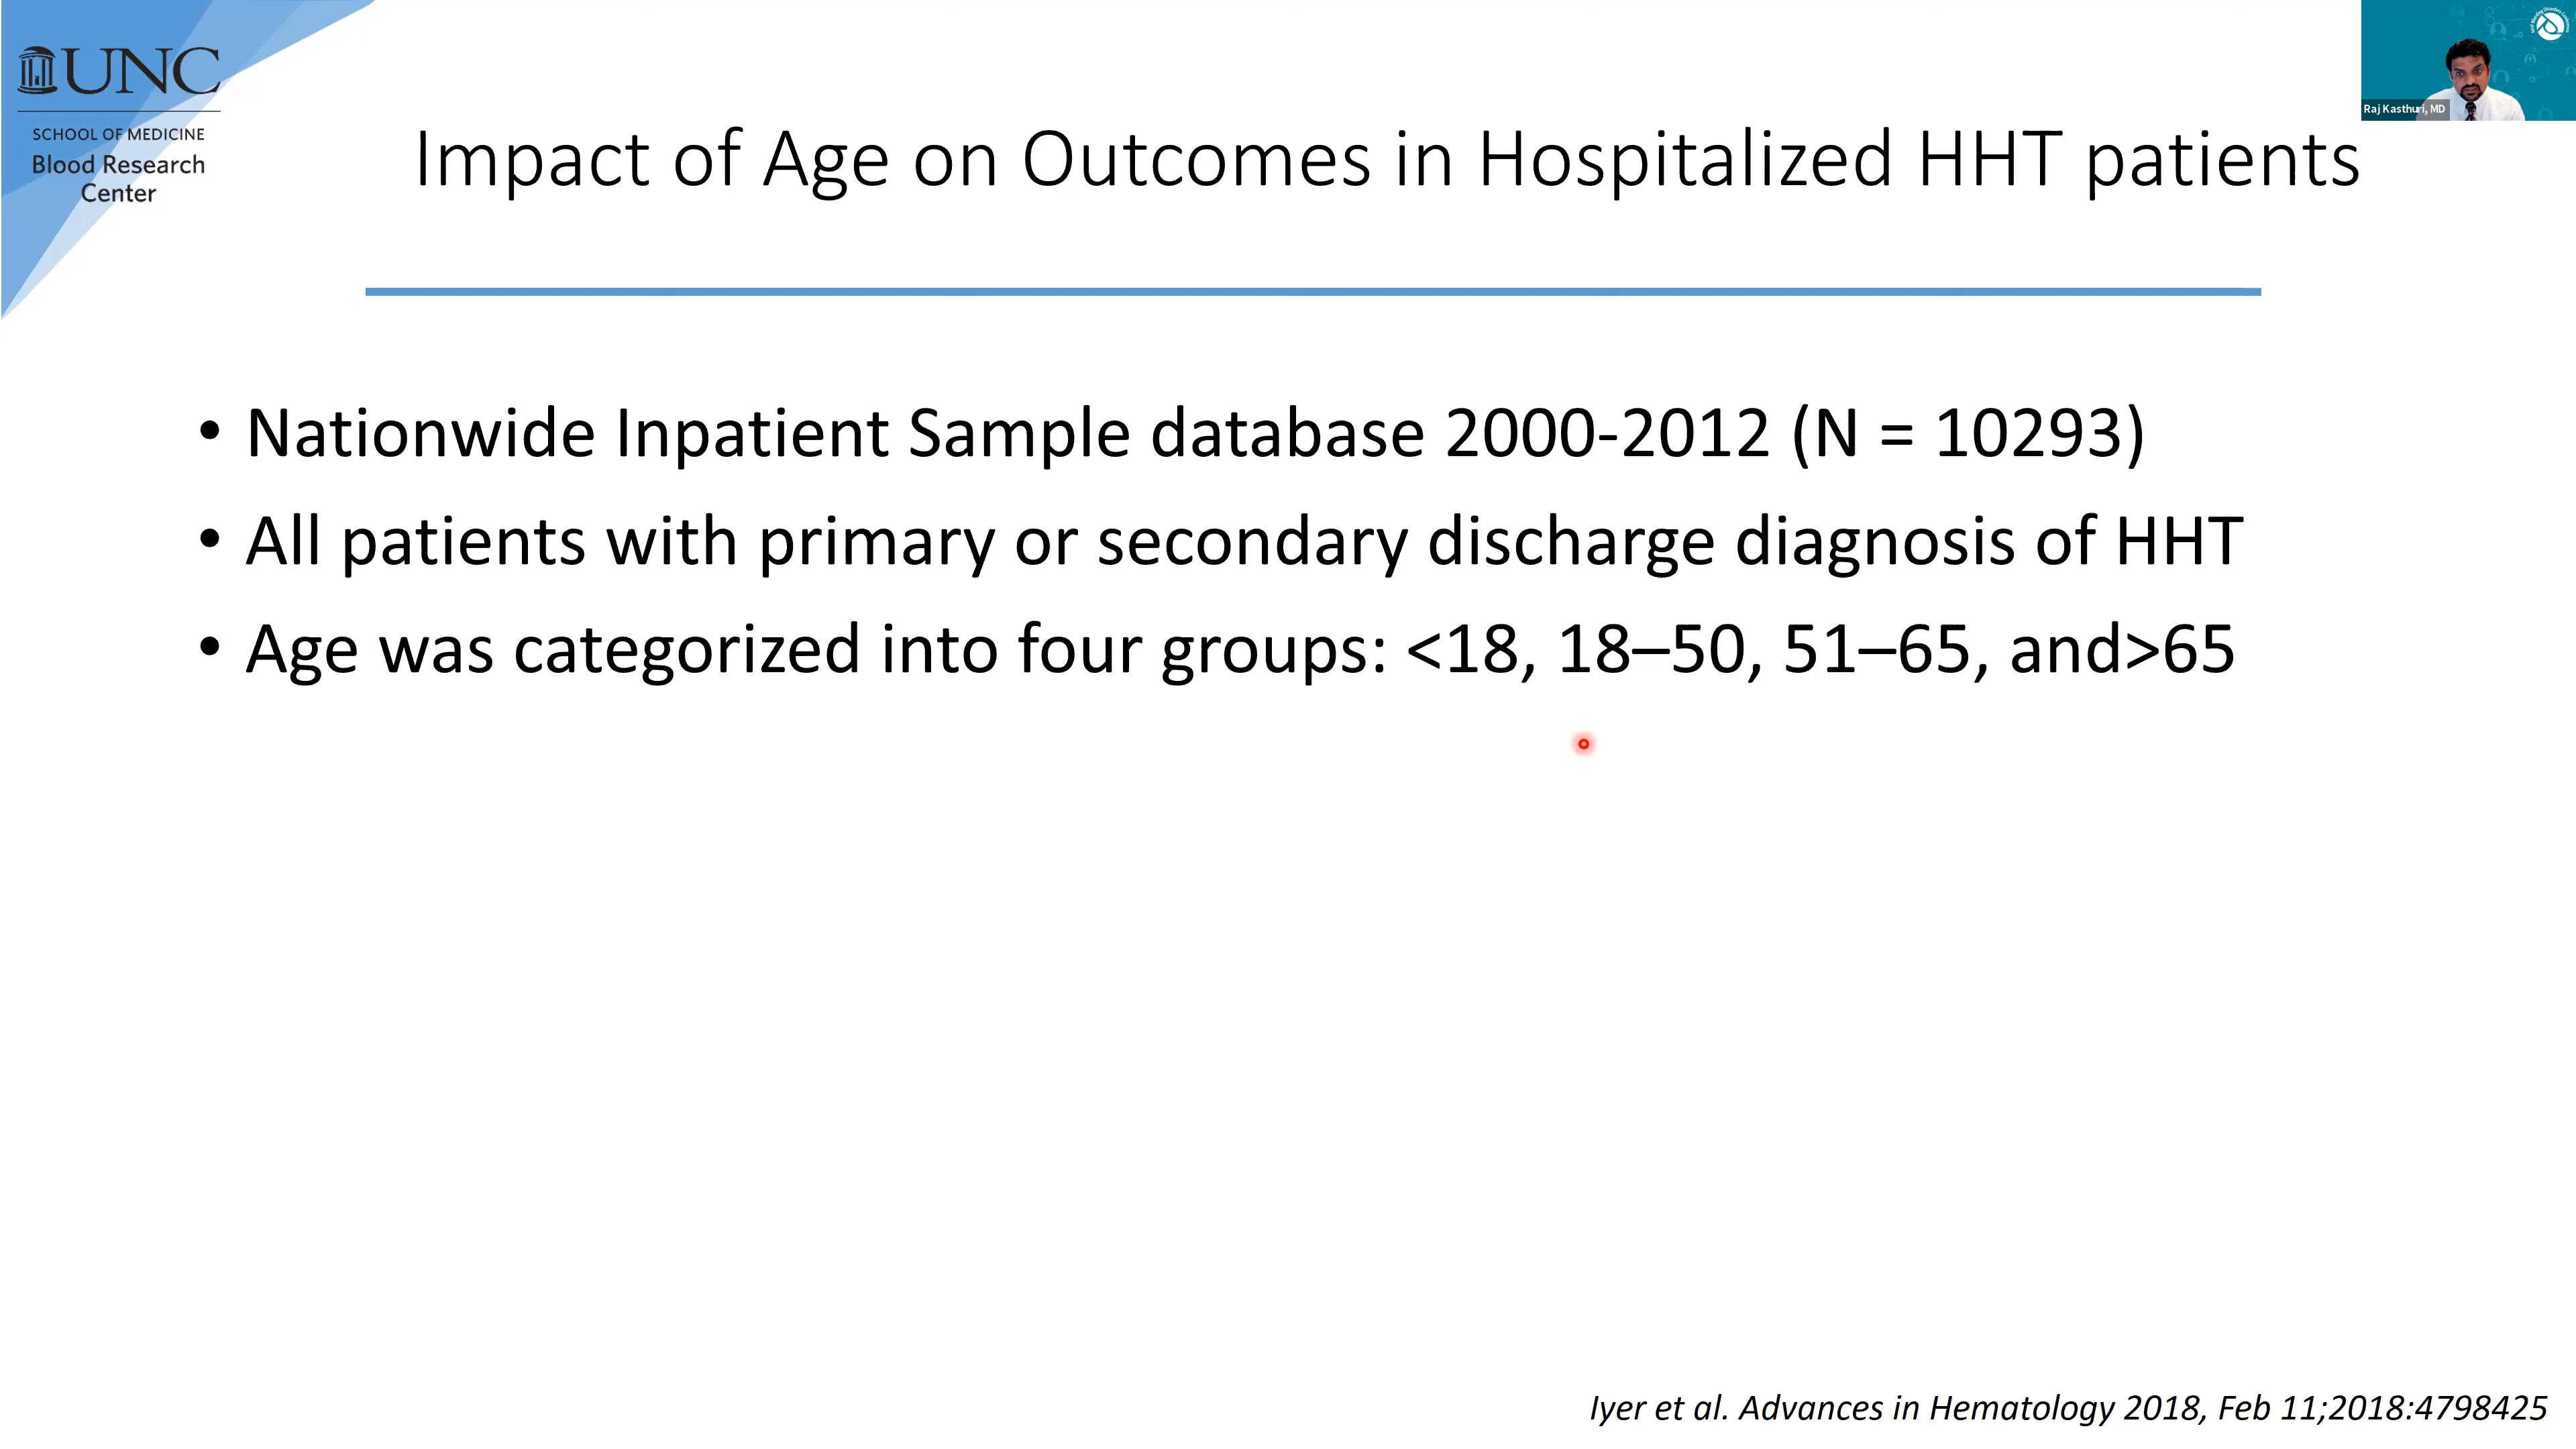 UNC
SCHOOL OF MEDICINE
Blood Research
Center
Raj Kasthuri, MD
Impact of Age on Outcomes in Hospitalized HHT patients
• Nationwide Inpatient Sample database 2000-2012 (N = 10293)
• All patients with primary or secondary discharge diagnosis of HHT
• Age was categorized into four groups: <18, 18–50, 51–65, and>65
Iyer et al. Advances in Hematology 2018, Feb 11;2018:4798425